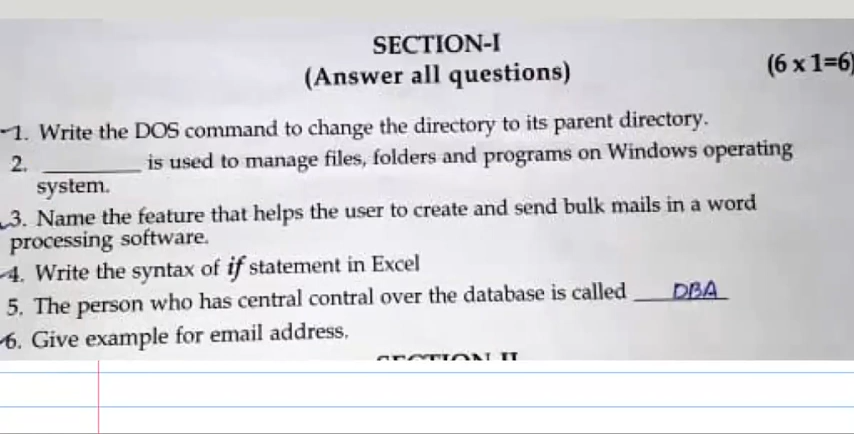 SECTION-I
(Answer all questions)
(6 x 1=6)
1. Write the DOS command to change the directory to its parent directory.
2. ________ is used to manage files, folders and programs on Windows operating
system.
3. Name the feature that helps the user to create and send bulk mails in a word
processing software.
4. Write the syntax of if statement in Excel
5. The person who has central contral over the database is called __DBA__
6. Give example for email address.
SECTION II